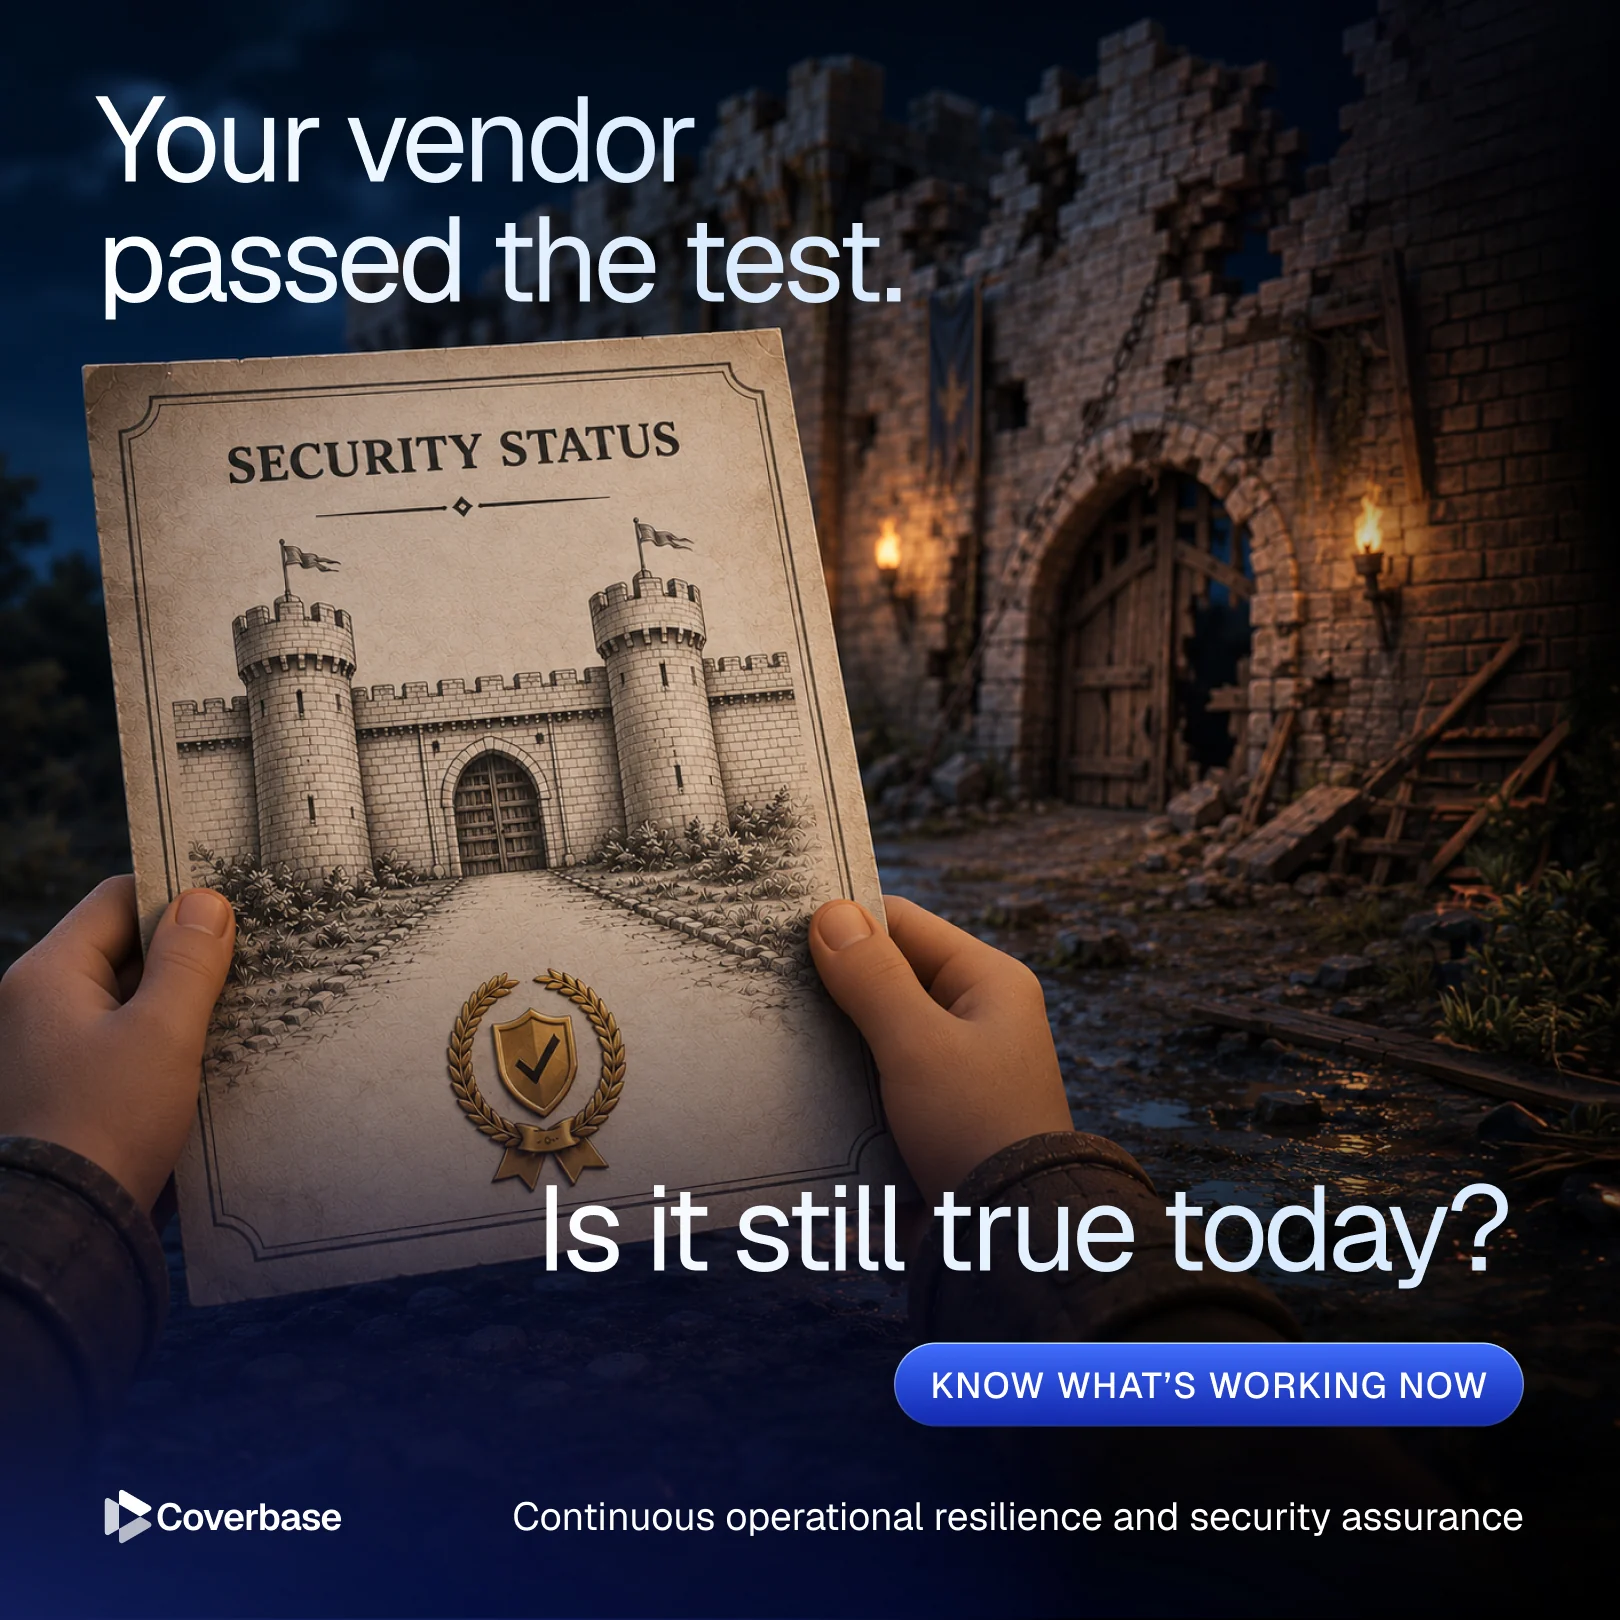 Your vendor
passed the test.
SECURITY STATUS
Is it still true today?
KNOW WHAT'S WORKING NOW
Coverbase
Continuous operational resilience and security assurance